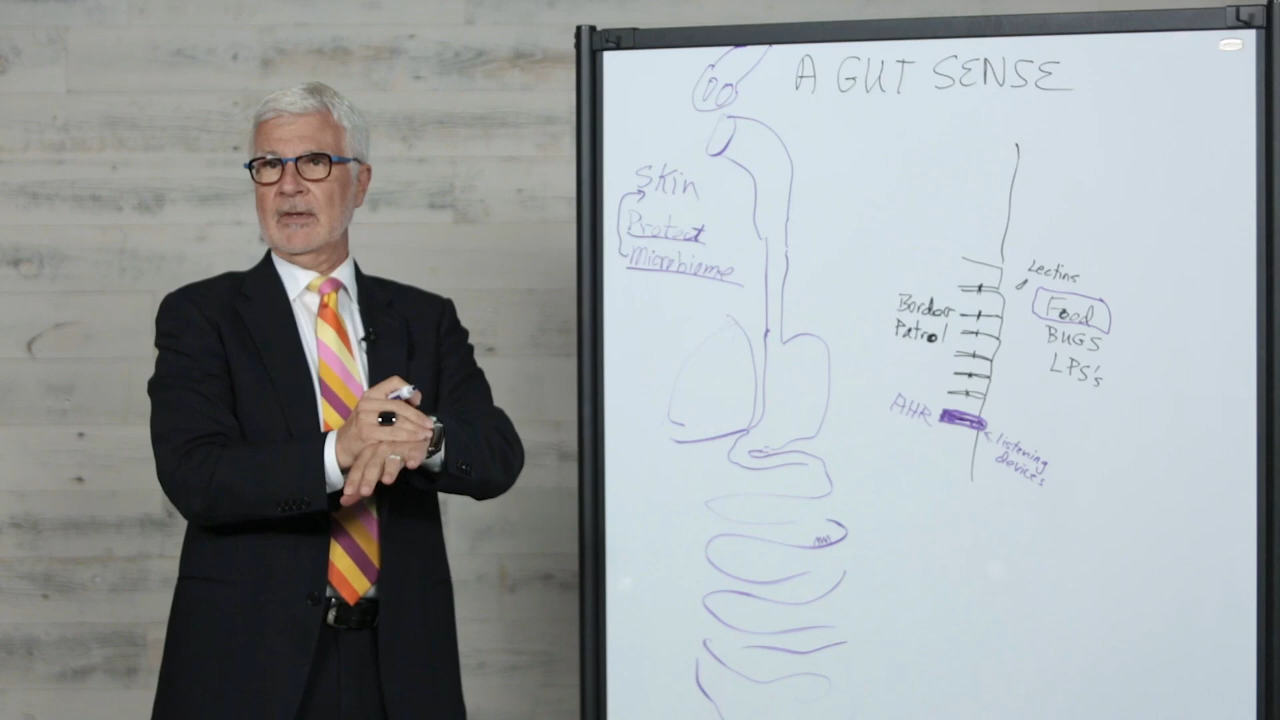 A GUT SENSE
Skin
Protect
Microbiome
Lectins
Food
BUGS
LPS's
Border
Patrol
AHR
listening
devices